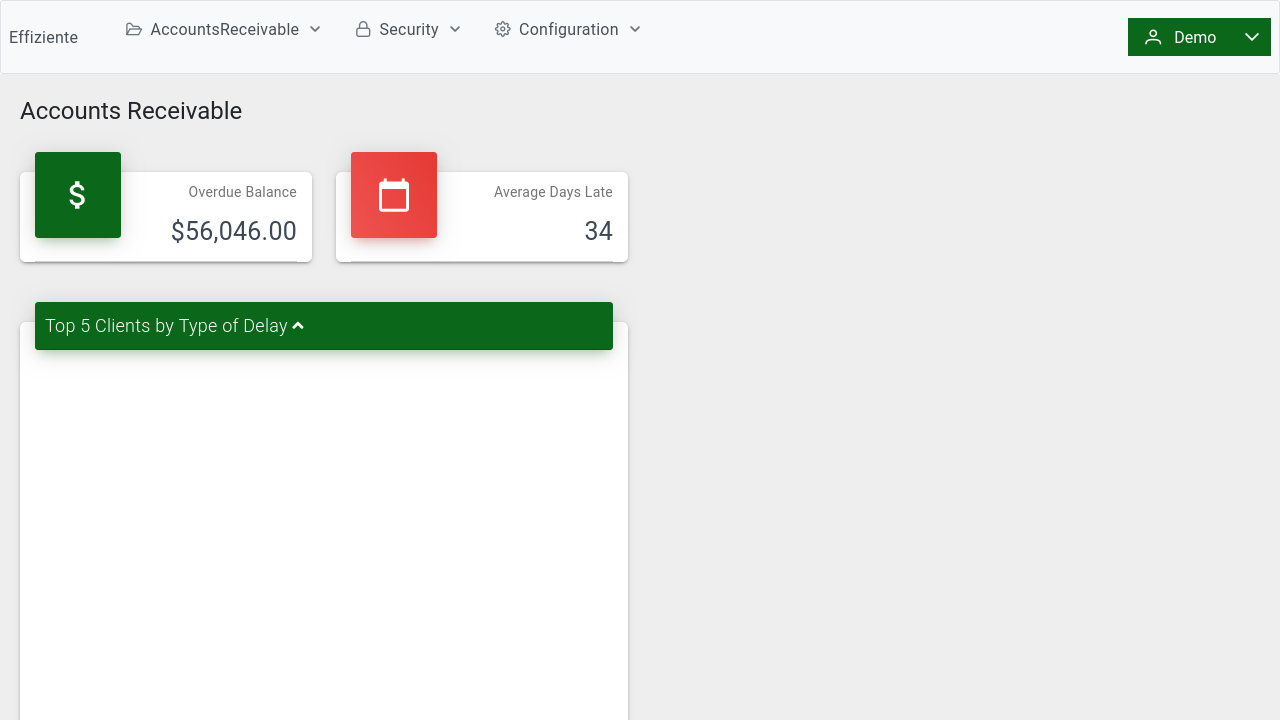 Effiziente
AccountsReceivable
Security
Configuration
Demo
Accounts Receivable
Overdue Balance
$56,046.00
Average Days Late
34
Top 5 Clients by Type of Delay